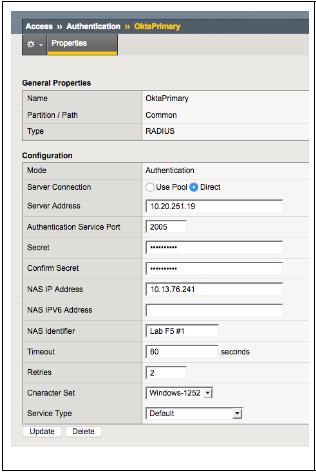 Access » Authentication » OktaPrimary
Properties
General Properties
Name OktaPrimary
Partition / Path Common
Type RADIUS
Configuration
Mode Authentication
Server Connection Use Pool Direct
Server Address 10.20.251.19
Authentication Service Port 2005
Secret ••••••••••
Confirm Secret ••••••••••
NAS IP Address 10.13.76.241
NAS IPV6 Address
NAS Identifier Lab F5 #1
Timeout 60 seconds
Retries 2
Character Set Windows-1252
Service Type Default
Update Delete